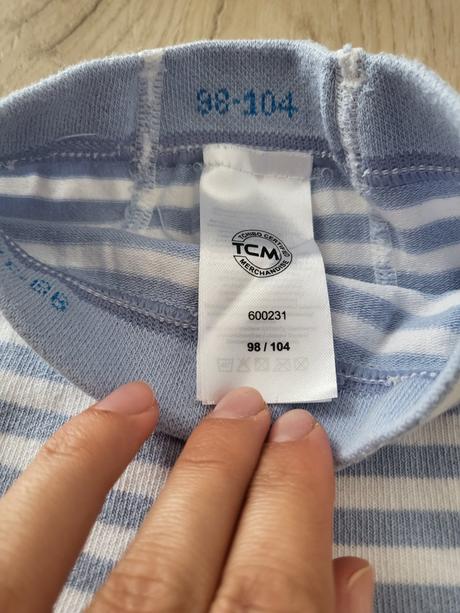 98-104
TCHIBO CERTIFIED
TCM
MERCHANDISE
600231
98 / 104